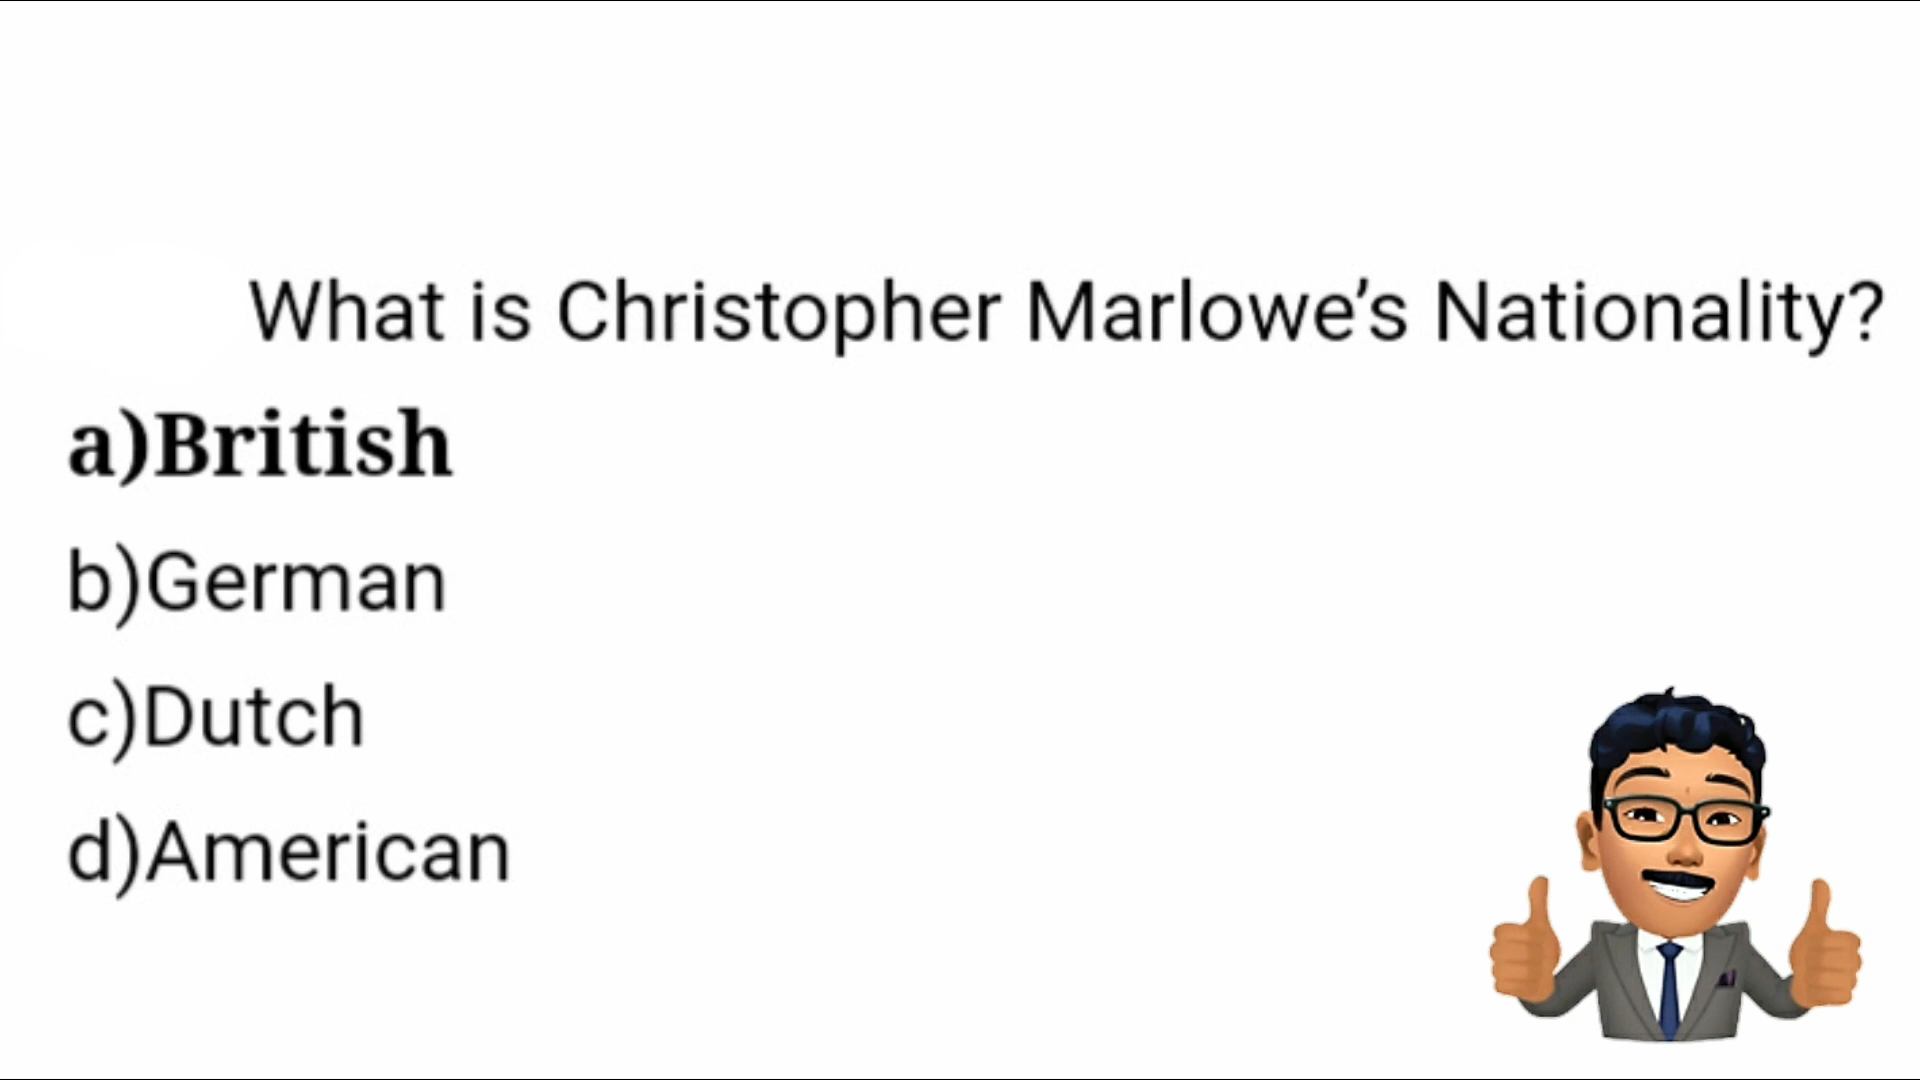 What is Christopher Marlowe’s Nationality?
a)British
b)German
c)Dutch
d)American